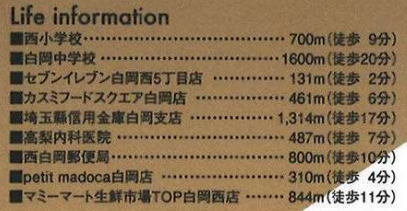 Life information
■西小学校……………………………700m(徒歩 9分)
■白岡中学校…………………………1600m(徒歩20分)
■セブンイレブン白岡西5丁目店………131m(徒歩 2分)
■カスミフードスクエア白岡店…………461m(徒歩 6分)
■埼玉縣信用金庫白岡支店…………1,314m(徒歩17分)
■高梨内科医院………………………487m(徒歩 7分)
■西白岡郵便局………………………800m(徒歩10分)
■petit madoca白岡店………………310m(徒歩 4分)
■マミーマート生鮮市場TOP白岡西店……844m(徒歩11分)